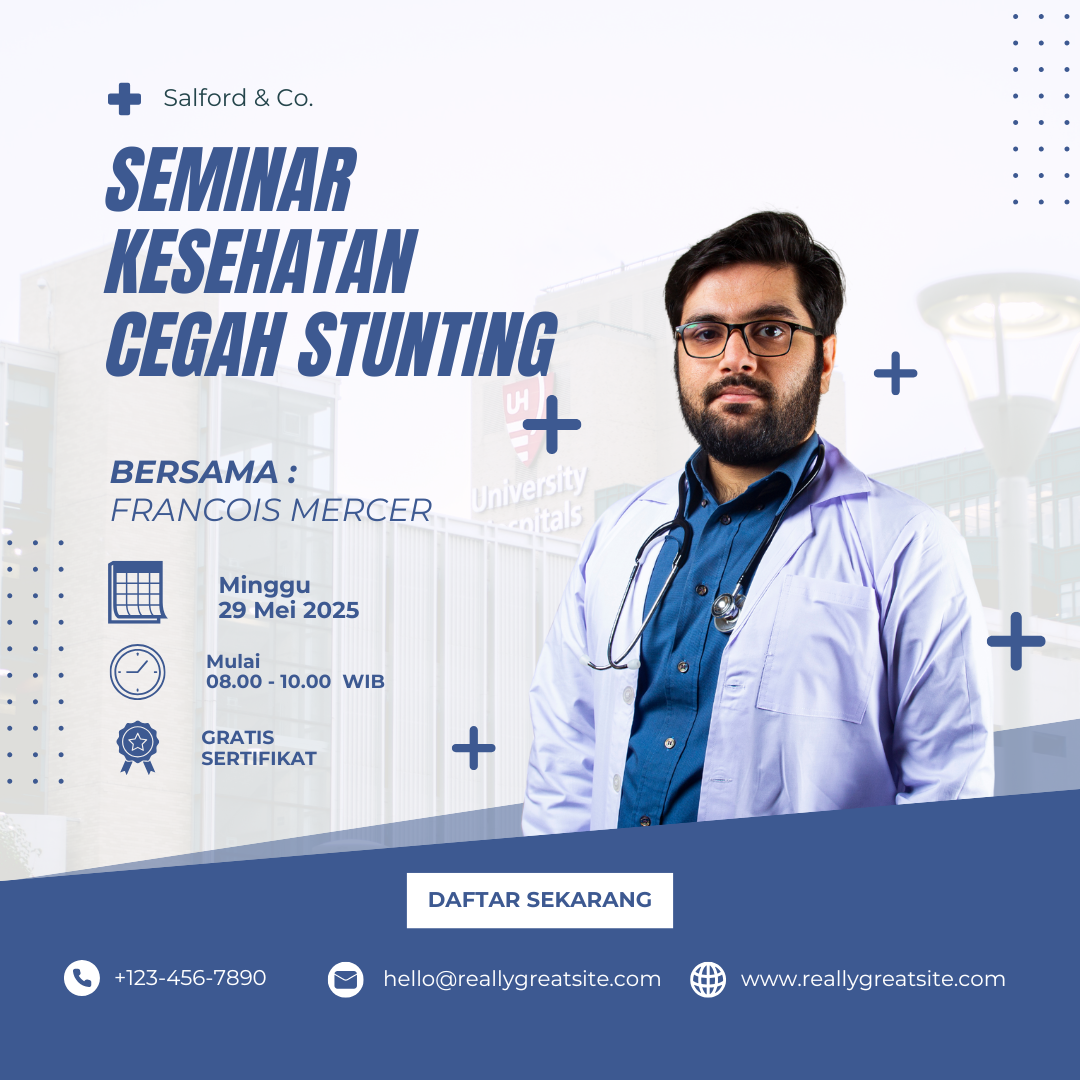 Salford & Co.
SEMINAR
KESEHATAN
CEGAH STUNTING
UH
University
Hospitals
BERSAMA :
FRANCOIS MERCER
Minggu
29 Mei 2025
Mulai
08.00 - 10.00 WIB
GRATIS
SERTIFIKAT
DAFTAR SEKARANG
+123-456-7890
hello@reallygreatsite.com
www.reallygreatsite.com